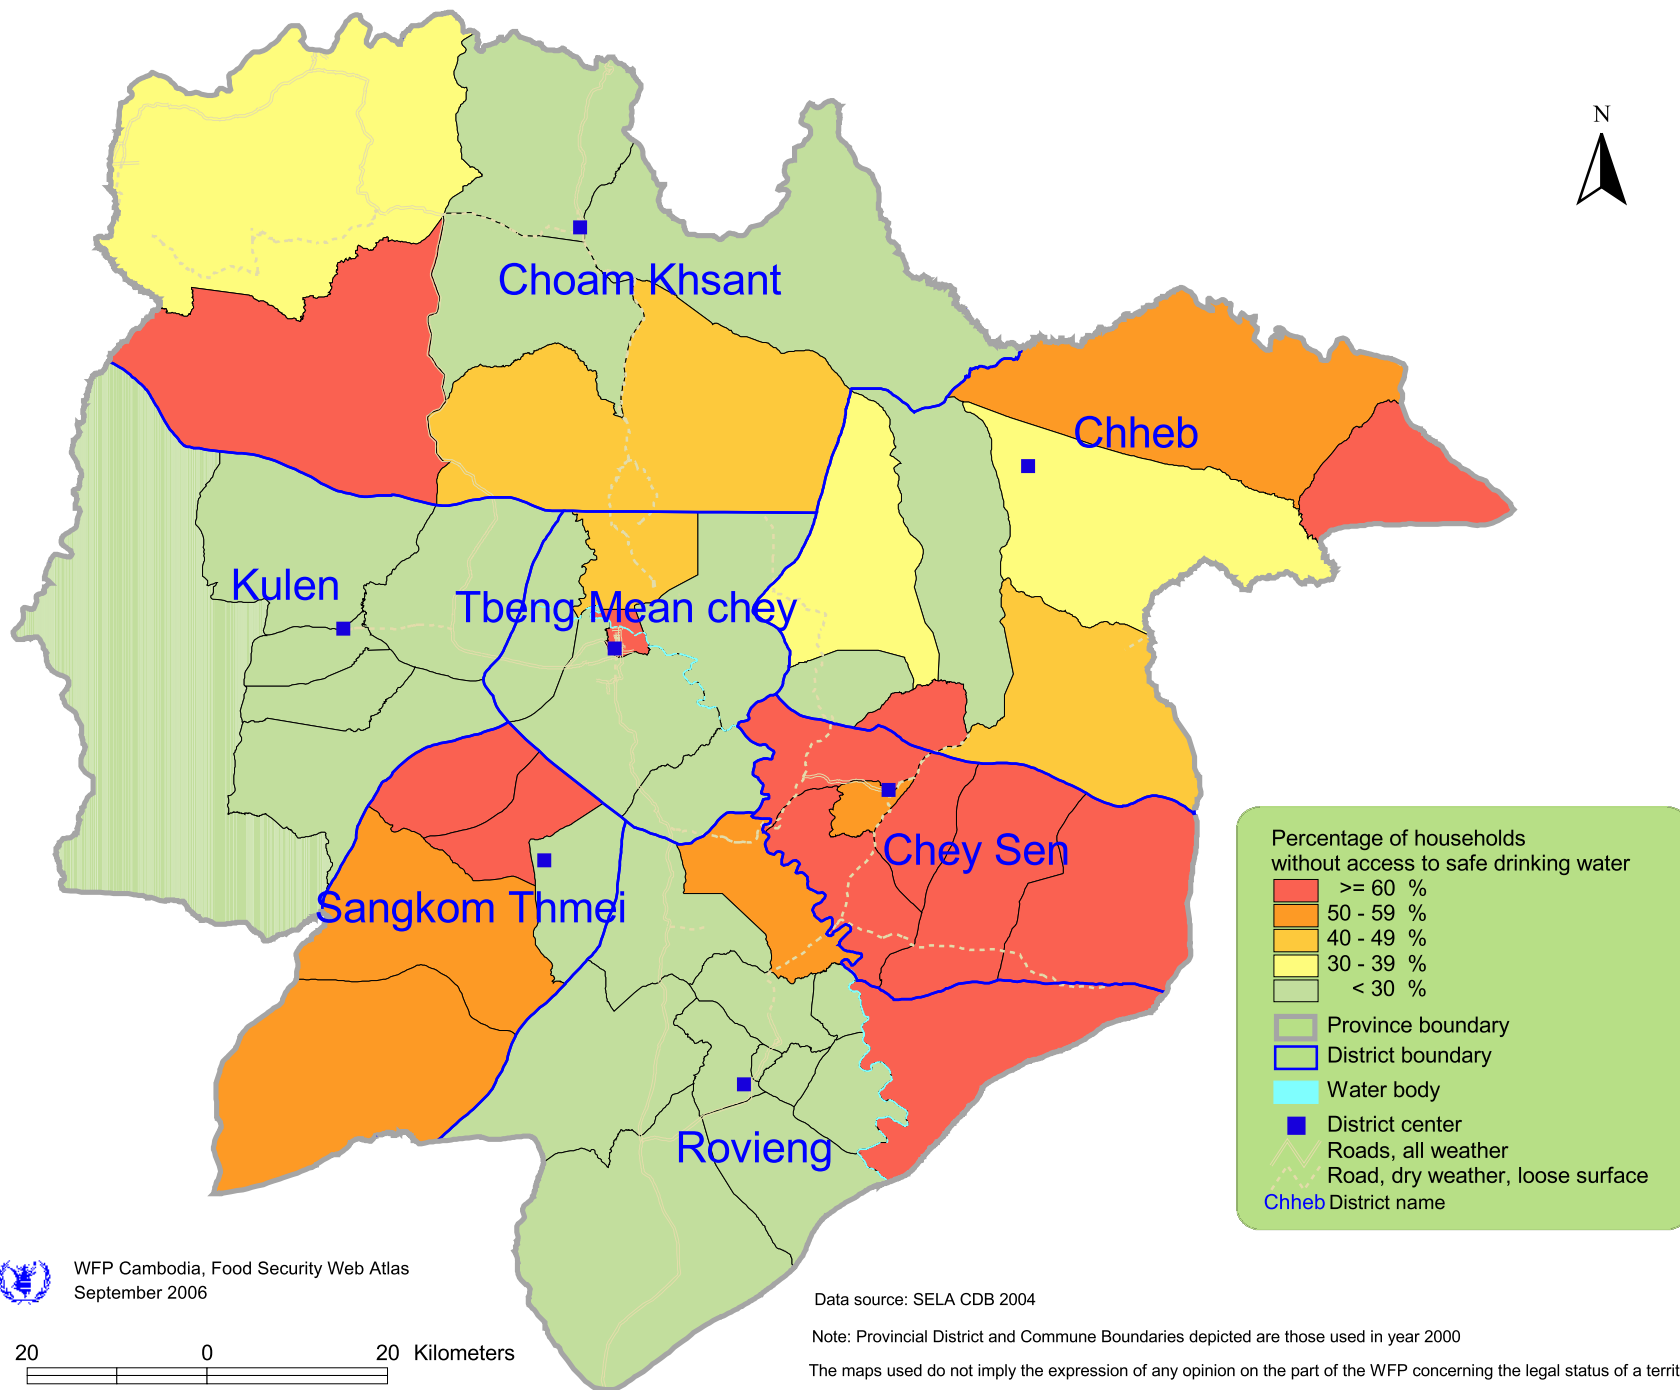 N
Choam Khsant
Chheb
Kulen
Tbeng Mean chey
Chey Sen
Sangkom Thmei
Rovieng
Percentage of households
without access to safe drinking water
>= 60 %
50 - 59 %
40 - 49 %
30 - 39 %
< 30 %
Province boundary
District boundary
Water body
District center
Roads, all weather
Road, dry weather, loose surface
Chheb District name
WFP Cambodia, Food Security Web Atlas
September 2006
20 0 20 Kilometers
Data source: SELA CDB 2004
Note: Provincial District and Commune Boundaries depicted are those used in year 2000
The maps used do not imply the expression of any opinion on the part of the WFP concerning the legal status of a